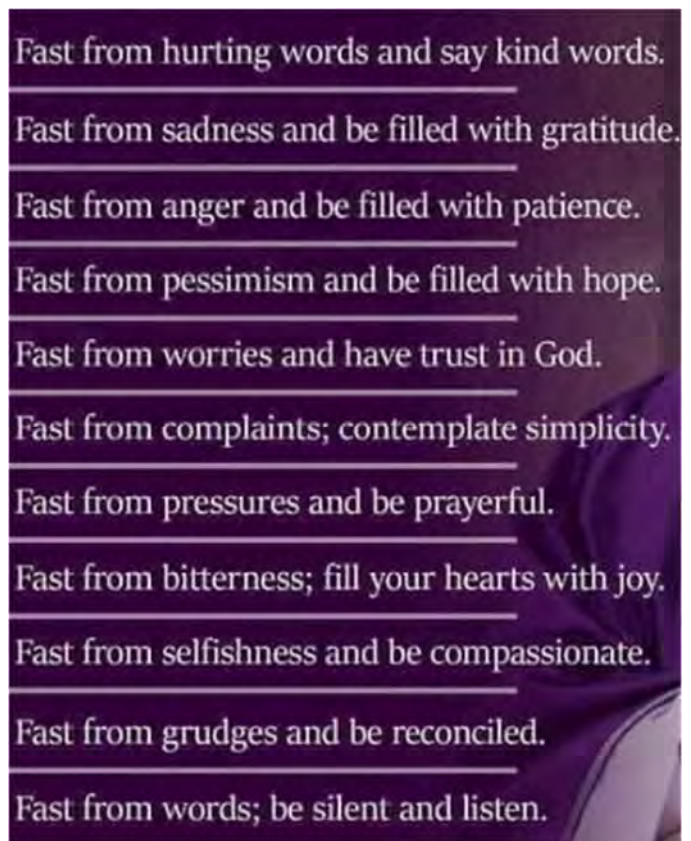 Fast from hurting words and say kind words.
Fast from sadness and be filled with gratitude.
Fast from anger and be filled with patience.
Fast from pessimism and be filled with hope.
Fast from worries and have trust in God.
Fast from complaints; contemplate simplicity.
Fast from pressures and be prayerful.
Fast from bitterness; fill your hearts with joy.
Fast from selfishness and be compassionate.
Fast from grudges and be reconciled.
Fast from words; be silent and listen.